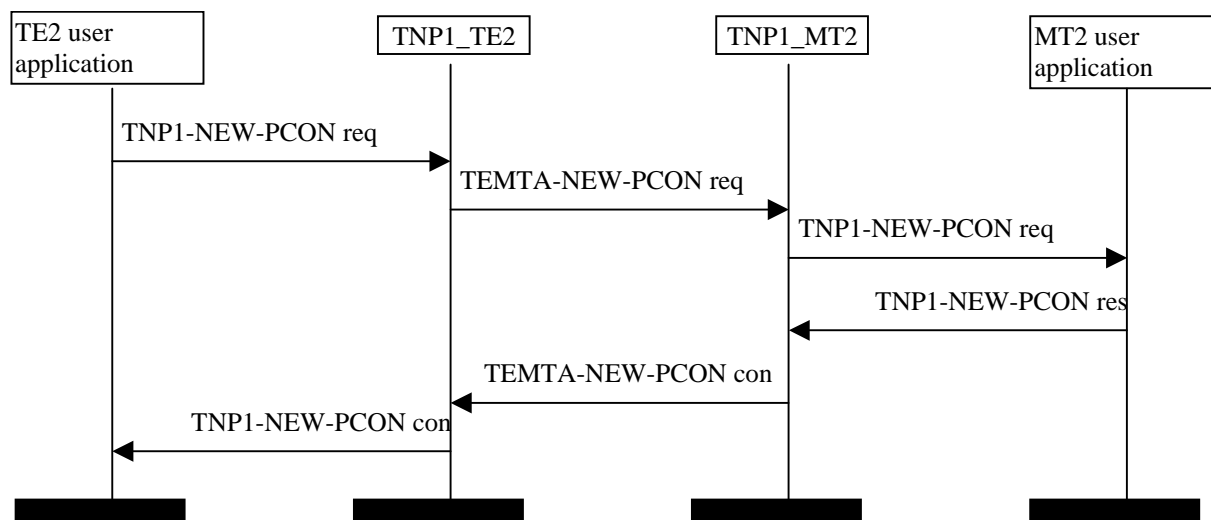 TE2 user
application
TNP1_TE2
TNP1_MT2
MT2 user
application
TNP1-NEW-PCON req
TEMTA-NEW-PCON req
TNP1-NEW-PCON req
TNP1-NEW-PCON res
TEMTA-NEW-PCON con
TNP1-NEW-PCON con